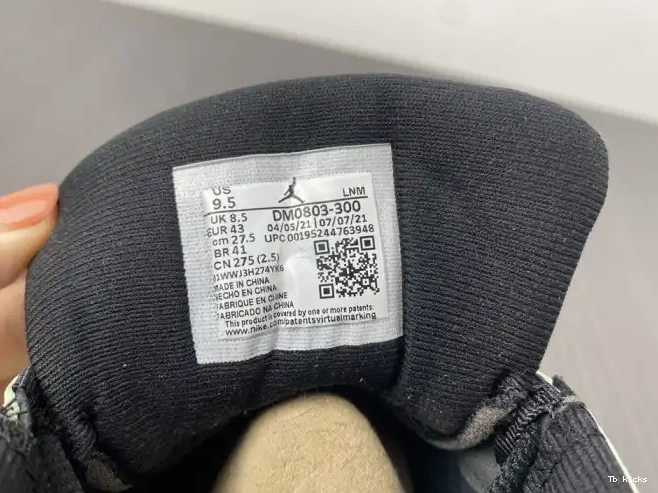 US LNM
9.5
UK 8.5 DM0803-300
EUR 43 04/05/21 | 07/07/21
cm 27.5 UPC 00195244763948
BR 41
CN 275 (2.5)
MADE IN CHINA
HECHO EN CHINA
FABRIQUE EN CHINE
FABRICADO NA CHINA
This product is covered by one or more patents:
www.nike.com/patentsvirtualmarking
Tb kicks